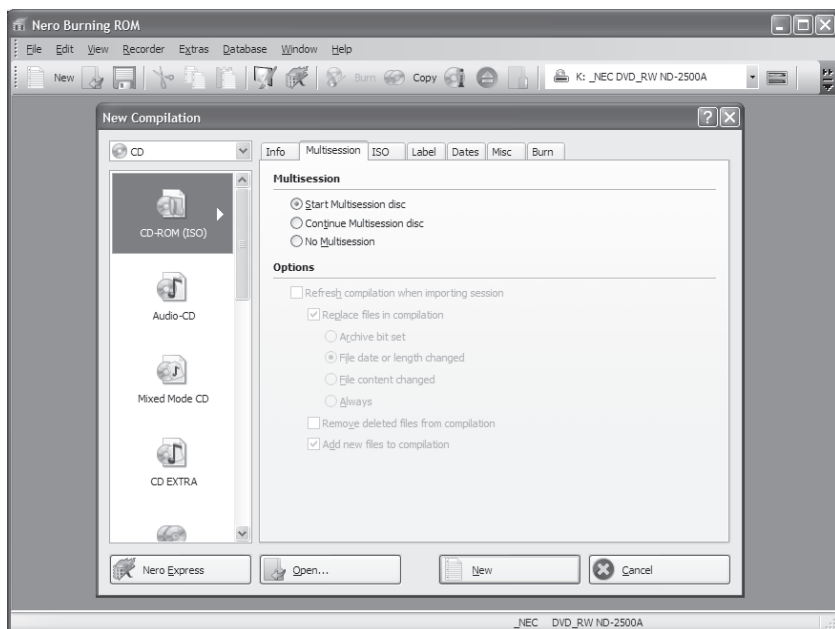 Nero Burning ROM
File Edit View Recorder Extras Database Window Help
New Burn Copy K: _NEC DVD_RW ND-2500A
New Compilation
CD
Info Multisession ISO Label Dates Misc Burn
CD-ROM (ISO)
Audio-CD
Mixed Mode CD
CD EXTRA
Multisession
Start Multisession disc
Continue Multisession disc
No Multisession
Options
Refresh compilation when importing session
Replace files in compilation
Archive bit set
File date or length changed
File content changed
Always
Remove deleted files from compilation
Add new files to compilation
Nero Express Open... New Cancel
_NEC DVD_RW ND-2500A